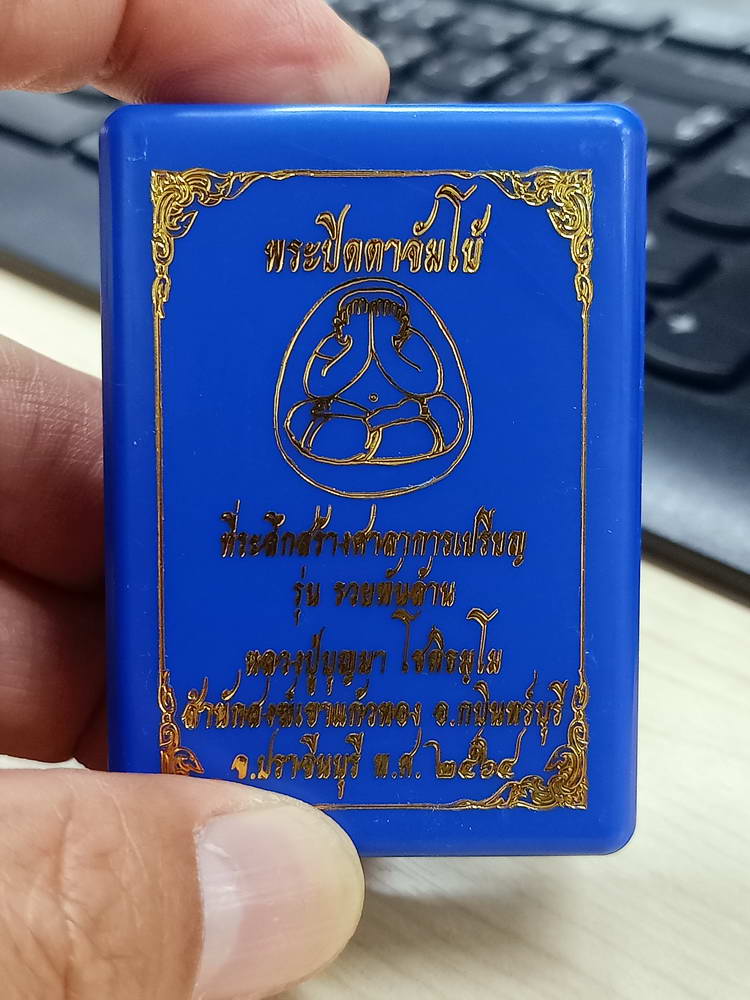 พระปิดตาจัมโบ้
ที่ระลึกสร้างศาลาการเปรียญ
รุ่น รวยพันล้าน
หลวงปู่บุญมา โชติธมฺโม
สำนักสงฆ์เขาแก้วทอง อ.กบินทร์บุรี
จ.ปราจีนบุรี พ.ศ. ๒๕๖๔